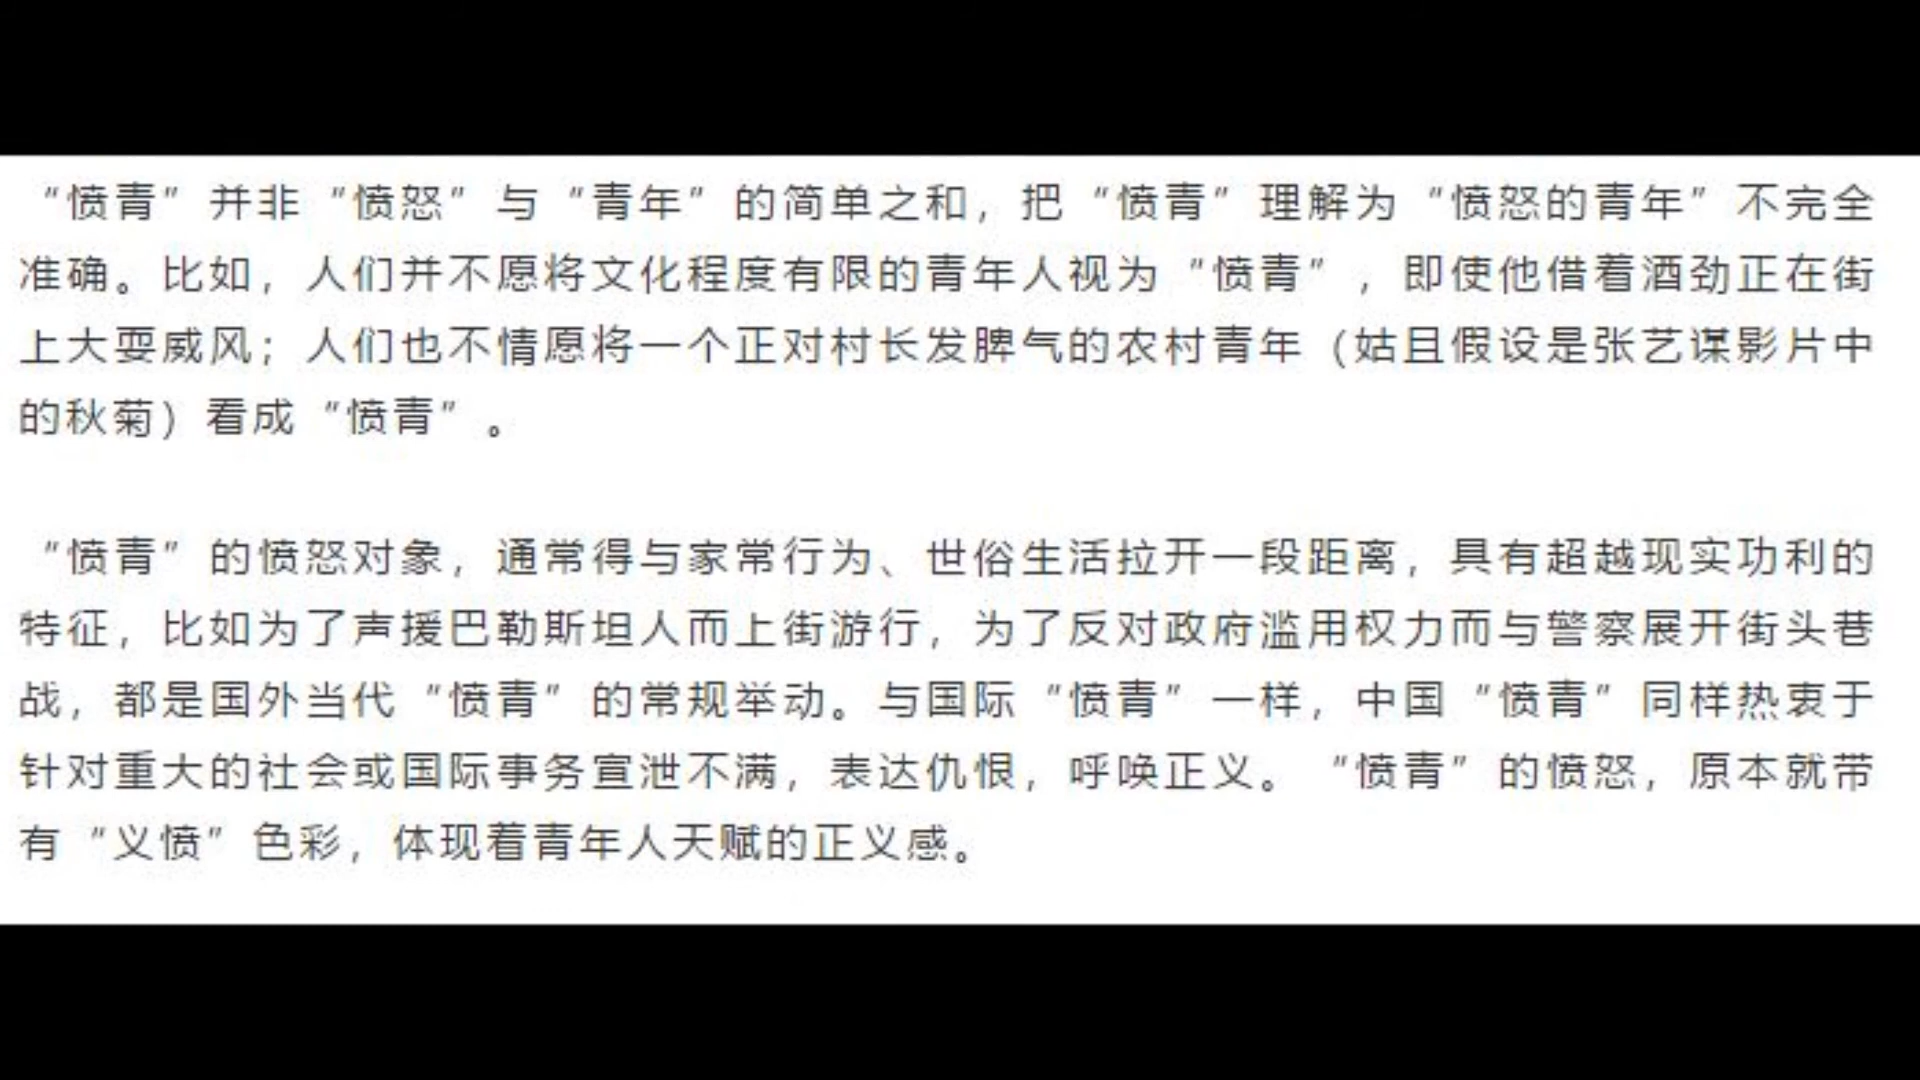 “愤青”并非“愤怒”与“青年”的简单之和，把“愤青”理解为“愤怒的青年”不完全
准确。比如，人们并不愿将文化程度有限的青年人视为“愤青”，即使他借着酒劲正在街
上大耍威风；人们也不情愿将一个正对村长发脾气的农村青年（姑且假设是张艺谋影片中
的秋菊）看成“愤青”。
“愤青”的愤怒对象，通常得与家常行为、世俗生活拉开一段距离，具有超越现实功利的
特征，比如为了声援巴勒斯坦人而上街游行，为了反对政府滥用权力而与警察展开街头巷
战，都是国外当代“愤青”的常规举动。与国际“愤青”一样，中国“愤青”同样热衷于
针对重大的社会或国际事务宣泄不满，表达仇恨，呼唤正义。“愤青”的愤怒，原本就带
有“义愤”色彩，体现着青年人天赋的正义感。